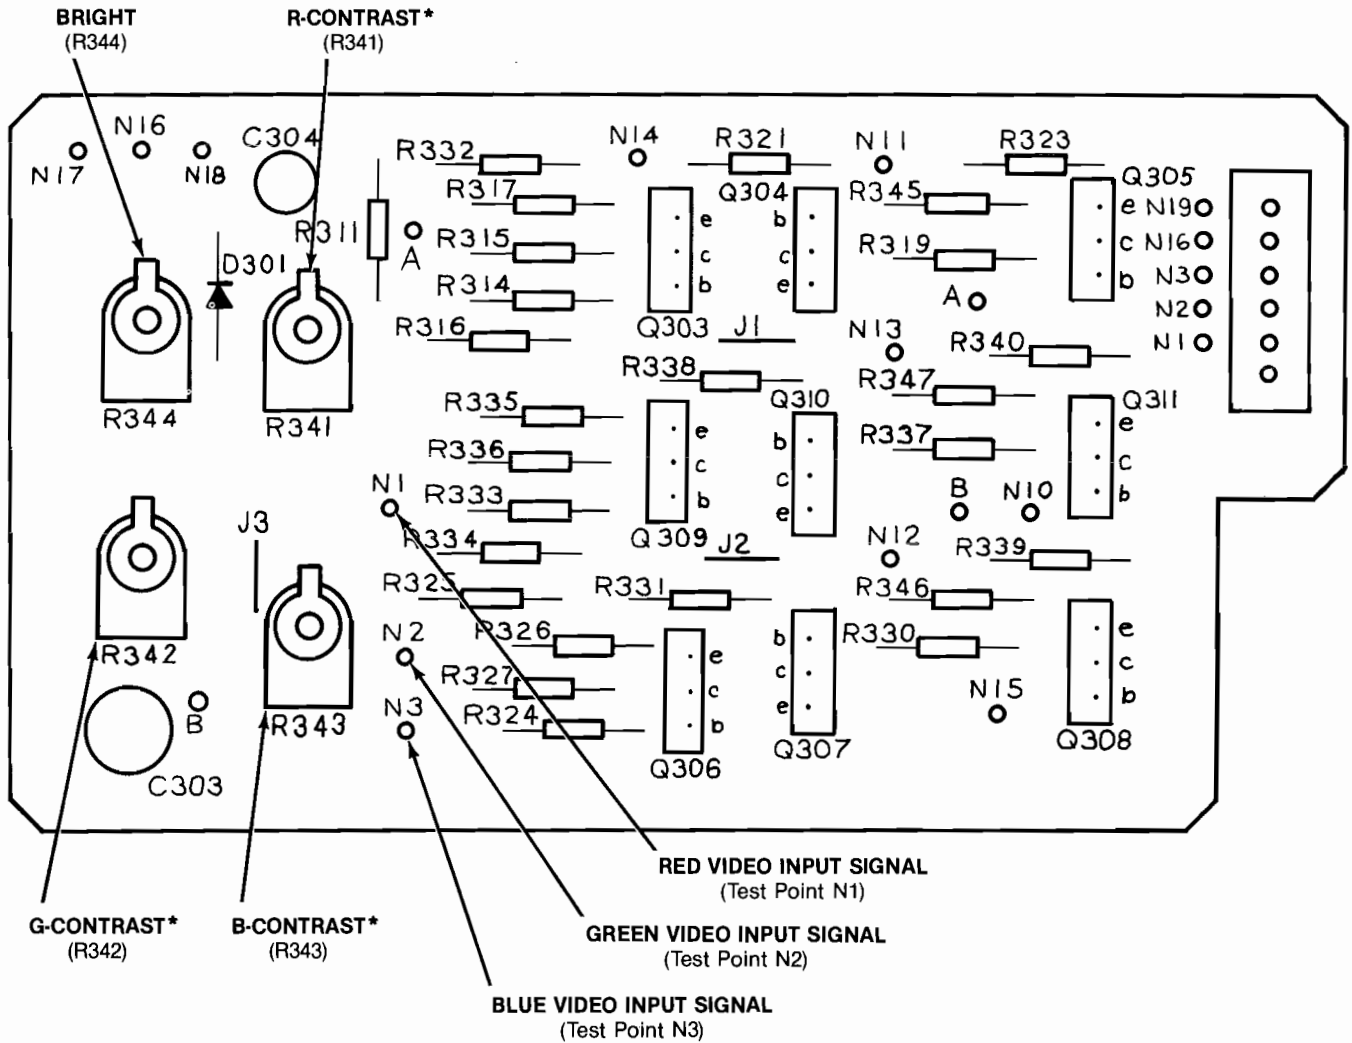 BRIGHT
(R344)
R-CONTRAST*
(R341)
N17
N16
N18
C304
R332
N14
R321
N11
R323
R317
Q304
R345
Q305
R311
A
R315
R319
D301
R314
A
e
c
b
b
c
e
e N19
c N16
b N3
N2
N1
R316
Q303
J1
N13
R340
R338
R347
R344
R341
R335
Q310
Q311
R336
R337
e
c
b
b
c
e
e
c
b
N1
R333
B
N10
J3
R334
Q309
J2
N12
R339
R325
R331
R346
R342
N2
R326
R330
R327
e
c
b
b
c
e
e
c
b
B
R343
N3
R324
N15
C303
Q306
Q307
Q308
RED VIDEO INPUT SIGNAL
(Test Point N1)
G-CONTRAST*
(R342)
B-CONTRAST*
(R343)
GREEN VIDEO INPUT SIGNAL
(Test Point N2)
BLUE VIDEO INPUT SIGNAL
(Test Point N3)